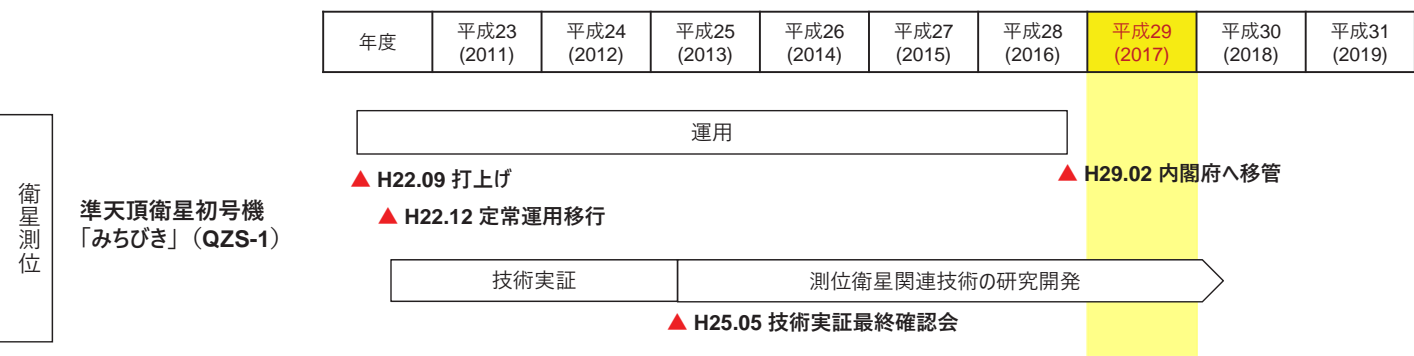 年度
平成23
(2011)
平成24
(2012)
平成25
(2013)
平成26
(2014)
平成27
(2015)
平成28
(2016)
平成29
(2017)
平成30
(2018)
平成31
(2019)
衛星測位
準天頂衛星初号機
「みちびき」（QZS-1）
運用
▲ H22.09 打上げ
▲ H29.02 内閣府へ移管
▲ H22.12 定常運用移行
技術実証
測位衛星関連技術の研究開発
▲ H25.05 技術実証最終確認会